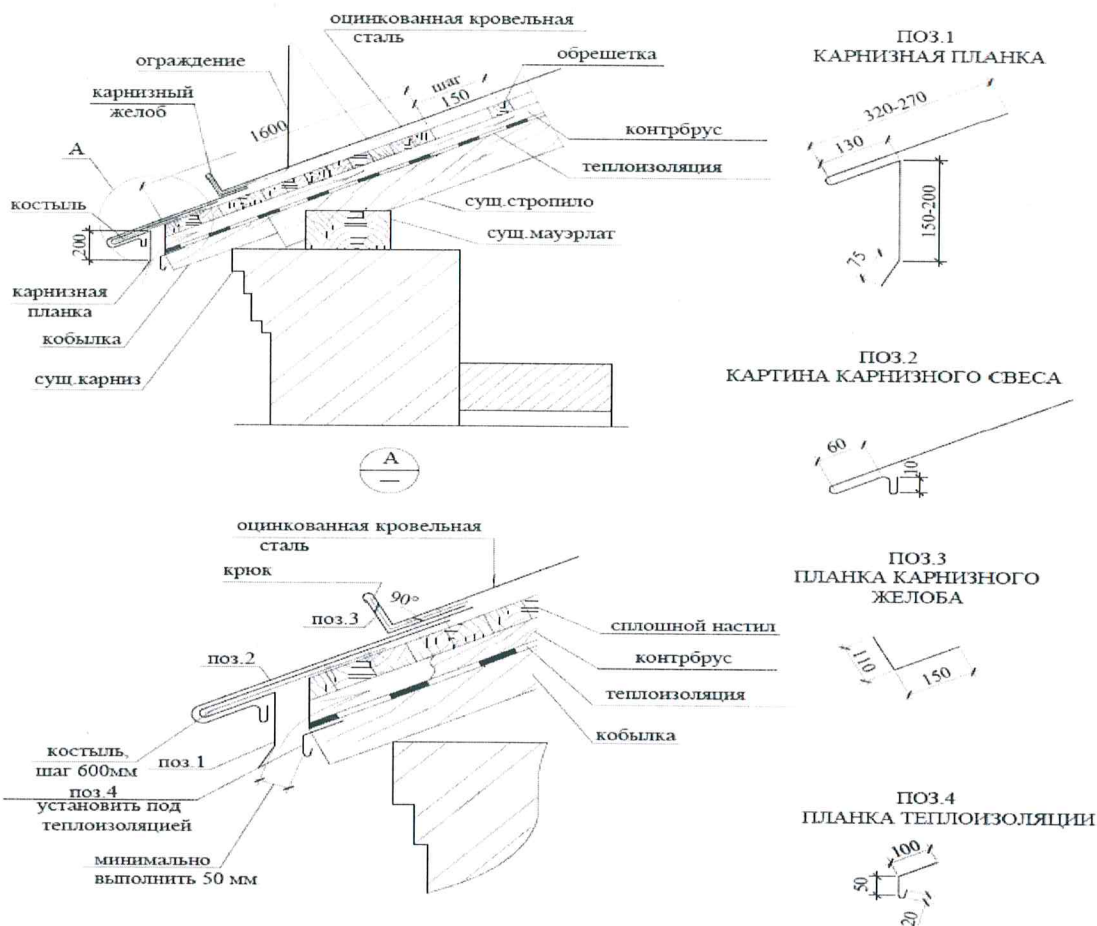 оцинкованная кровельная
сталь
ограждение
обрешетка
карнизный
желоб
шаг
150
1600
контрбрус
теплоизоляция
А
костыль
сущ.стропило
сущ.мауэрлат
200
карнизная
планка
кобылка
сущ.карниз
ПОЗ.1
КАРНИЗНАЯ ПЛАНКА
320-270
130
150-200
75
ПОЗ.2
КАРТИНА КАРНИЗНОГО СВЕСА
60
10
А
оцинкованная кровельная
сталь
крюк
90°
поз.3
поз.2
сплошной настил
контрбрус
теплоизоляция
кобылка
костыль,
шаг 600мм
поз.1
поз.4
установить под
теплоизоляцией
минимально
выполнить 50 мм
ПОЗ.3
ПЛАНКА КАРНИЗНОГО
ЖЕЛОБА
110
150
ПОЗ.4
ПЛАНКА ТЕПЛОИЗОЛЯЦИИ
100
50
20